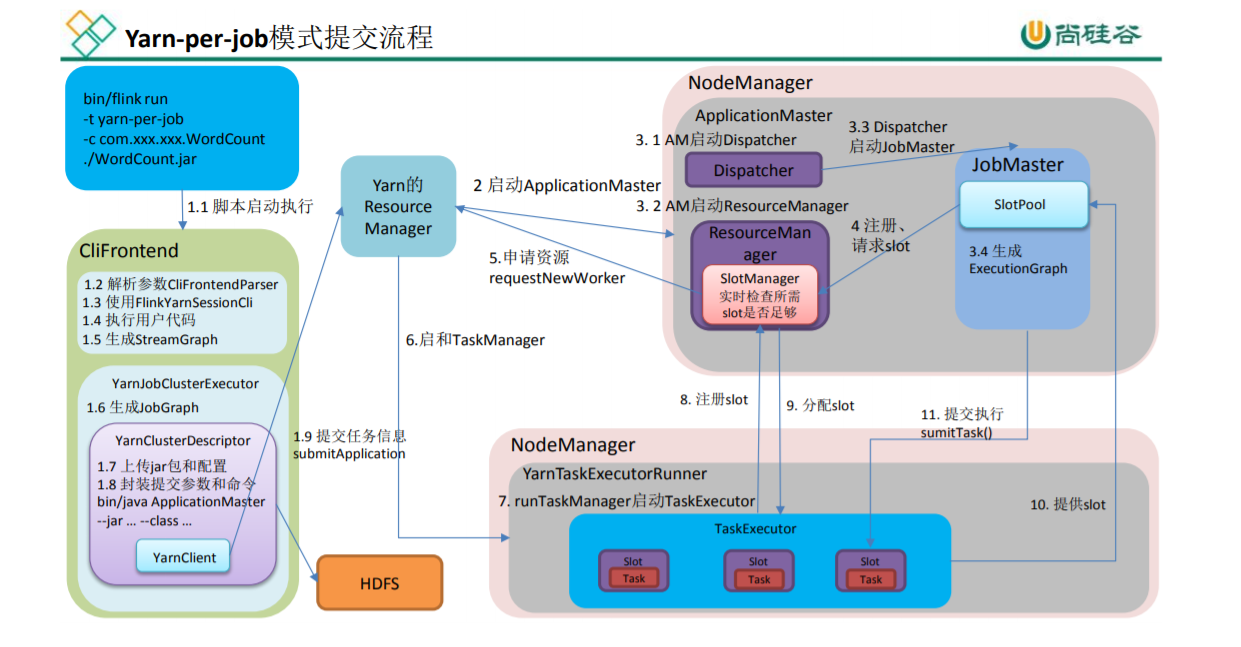 Yarn-per-job模式提交流程
尚硅谷
bin/flink run
-t yarn-per-job
-c com.xxx.xxx.WordCount
./WordCount.jar
1.1 脚本启动执行
CliFrontend
1.2 解析参数CliFrontendParser
1.3 使用FlinkYarnSessionCli
1.4 执行用户代码
1.5 生成StreamGraph
YarnJobClusterExecutor
1.6 生成JobGraph
YarnClusterDescriptor
1.7 上传jar包和配置
1.8 封装提交参数和命令
bin/java ApplicationMaster
--jar ... --class ...
YarnClient
1.9 提交任务信息
submitApplication
HDFS
Yarn的
Resource
Manager
2 启动ApplicationMaster
5.申请资源
requestNewWorker
6.启和TaskManager
NodeManager
ApplicationMaster
3. 1 AM启动Dispatcher
Dispatcher
3.3 Dispatcher
启动JobMaster
3. 2 AM启动ResourceManager
ResourceMan
ager
SlotManager
实时检查所需
slot是否足够
4 注册、
请求slot
JobMaster
SlotPool
3.4 生成
ExecutionGraph
8. 注册slot
9. 分配slot
11. 提交执行
sumitTask()
10. 提供slot
NodeManager
YarnTaskExecutorRunner
7. runTaskManager启动TaskExecutor
TaskExecutor
Slot
Task
Slot
Task
Slot
Task